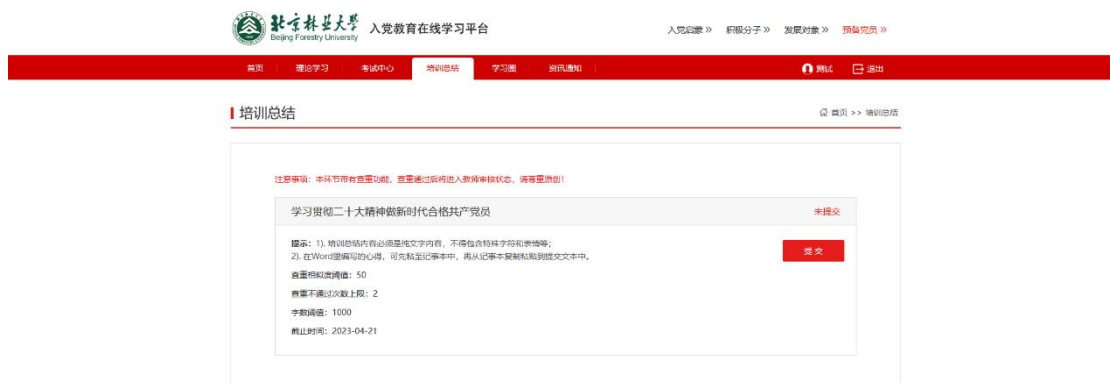 北京林业大学
Beijing Forestry University
入党教育在线学习平台
入党启蒙 » 积极分子 » 发展对象 » 预备党员 »
首页 理论学习 考试中心 培训总结 学习圈 资讯通知 测试 退出
培训总结
首页 >> 培训总结
注意事项：本环节带有查重功能，查重通过后将进入教师审核状态，请尊重原创！
学习贯彻二十大精神做新时代合格共产党员 未提交
提示：1). 培训总结内容必须是纯文字内容，不得包含特殊字符和表情等；
2). 在Word里编写的心得，可先粘至记事本中，再从记事本复制粘贴到提交文本中。
提 交
查重相似度阈值：50
查重不通过次数上限：2
字数阈值：1000
截止时间：2023-04-21